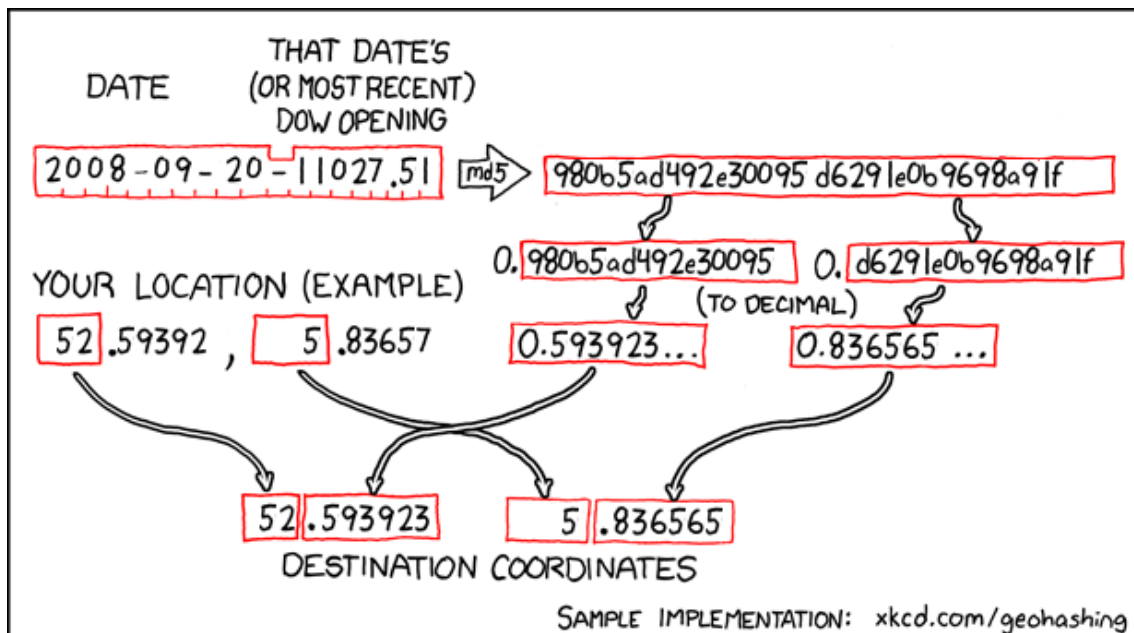 THAT DATE'S
DATE (OR MOST RECENT)
DOW OPENING
2008-09-20-11027.51 md5 980b5ad492e30095 d6291e0b9698a91f
0.980b5ad492e30095 0.d6291e0b9698a91f
YOUR LOCATION (EXAMPLE) (TO DECIMAL)
52.59392, 5.83657 0.593923... 0.836565...
52.593923 5.836565
DESTINATION COORDINATES
SAMPLE IMPLEMENTATION: xkcd.com/geohashing